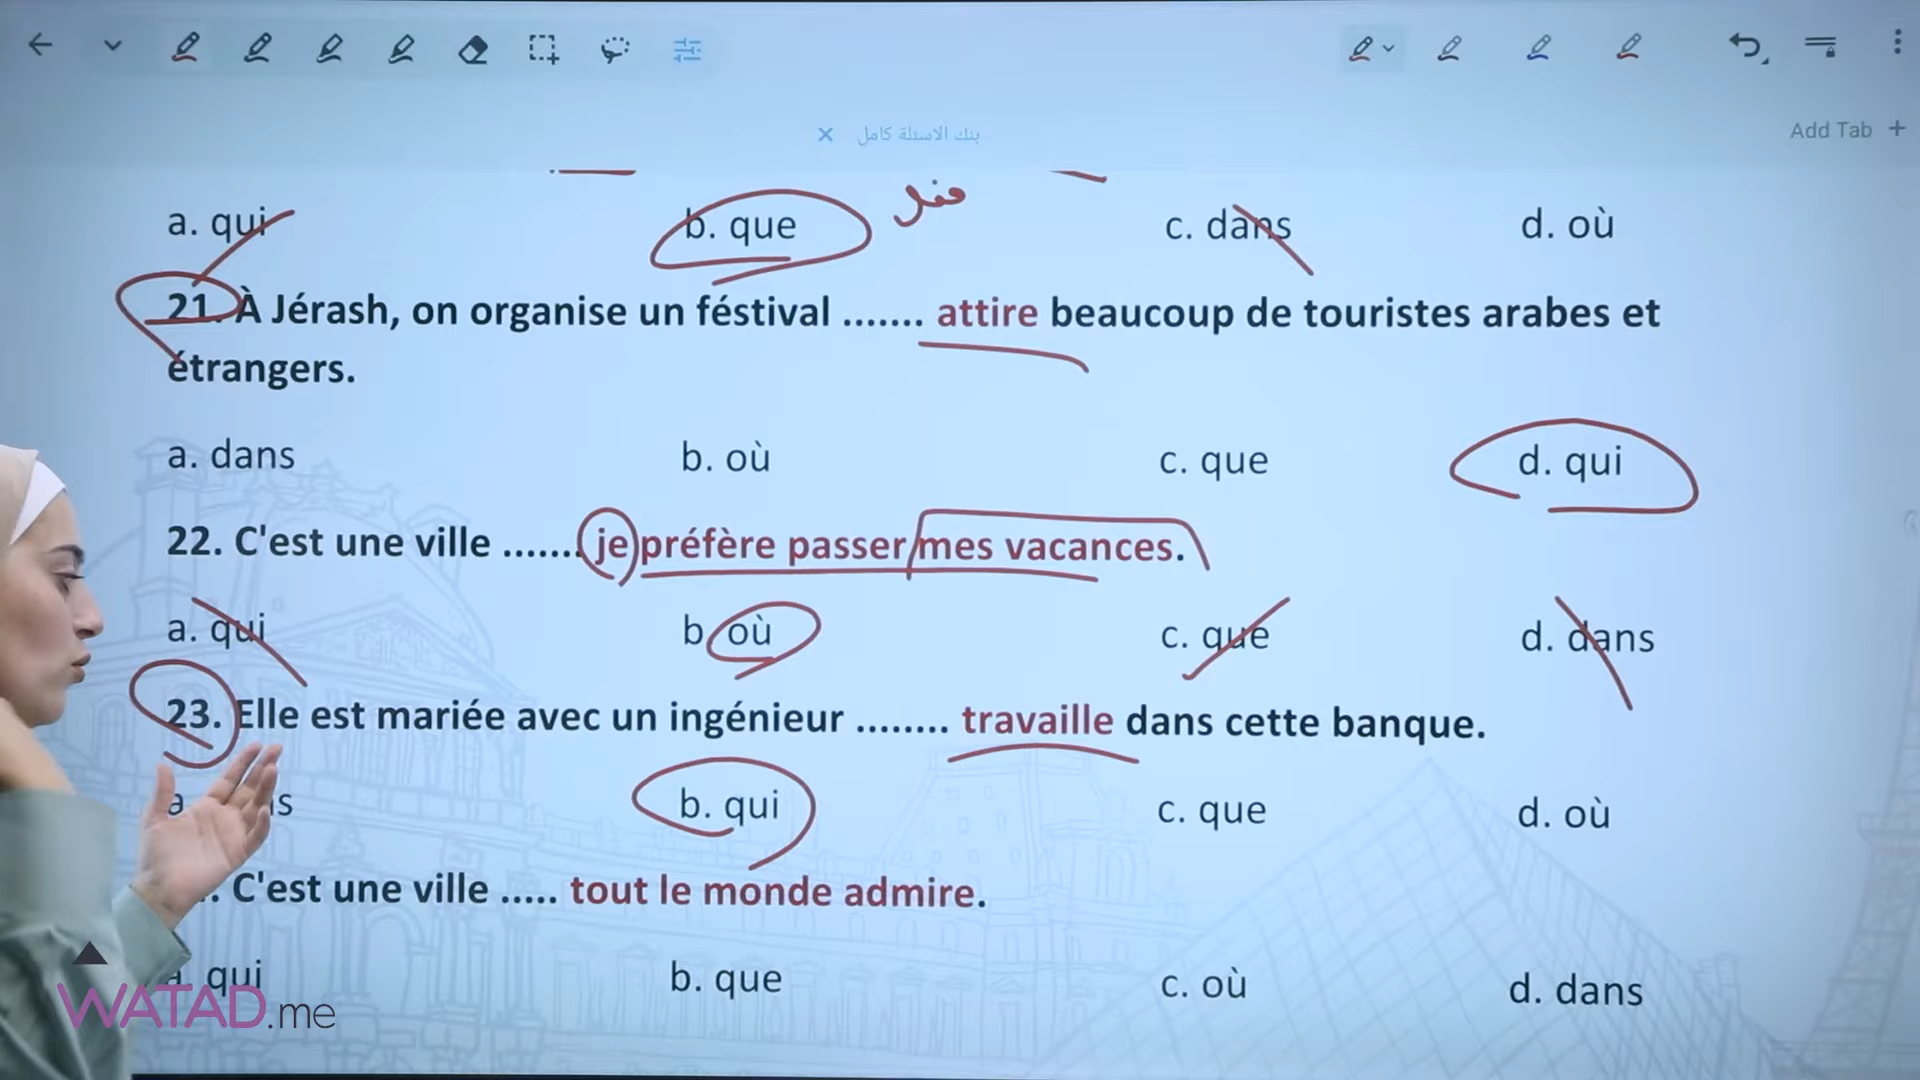 بنك الاسئلة كامل
Add Tab
a. qui b. que c. dans d. où
21. À Jérash, on organise un féstival ....... attire beaucoup de touristes arabes et
étrangers.
a. dans b. où c. que d. qui
22. C'est une ville ....... je préfère passer mes vacances.
a. qui b où c. que d. dans
23. Elle est mariée avec un ingénieur ........ travaille dans cette banque.
a s b. qui c. que d. où
. C'est une ville ..... tout le monde admire.
a. qui b. que c. où d. dans
WATAD.me